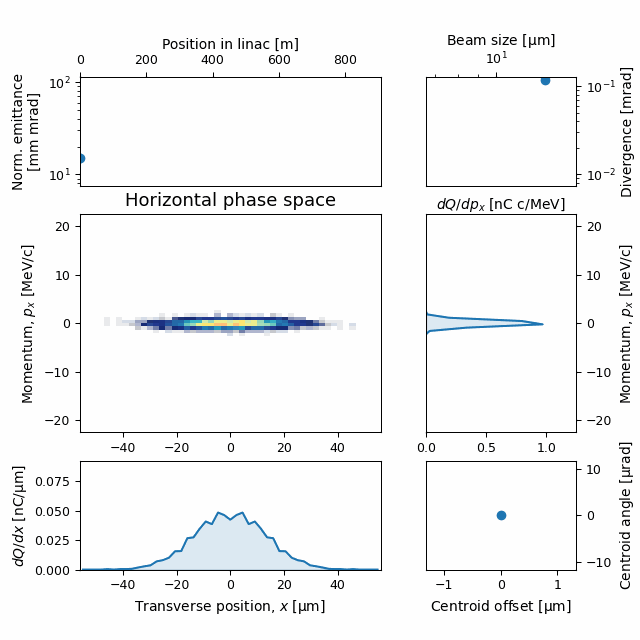 Position in linac [m]
0 200 400 600 800
Norm. emittance
[mm mrad]
10²
10¹
Beam size [μm]
10¹
10⁻¹
10⁻²
Divergence [mrad]
Horizontal phase space
Momentum, pₓ [MeV/c]
20
10
0
−10
−20
−40 −20 0 20 40
dQ/dpₓ [nC c/MeV]
20
10
0
−10
−20
Momentum, pₓ [MeV/c]
0.0 0.5 1.0
dQ/dx [nC/μm]
0.075
0.050
0.025
0.000
−40 −20 0 20 40
Transverse position, x [μm]
10
0
−10
Centroid angle [μrad]
−1 0 1
Centroid offset [μm]